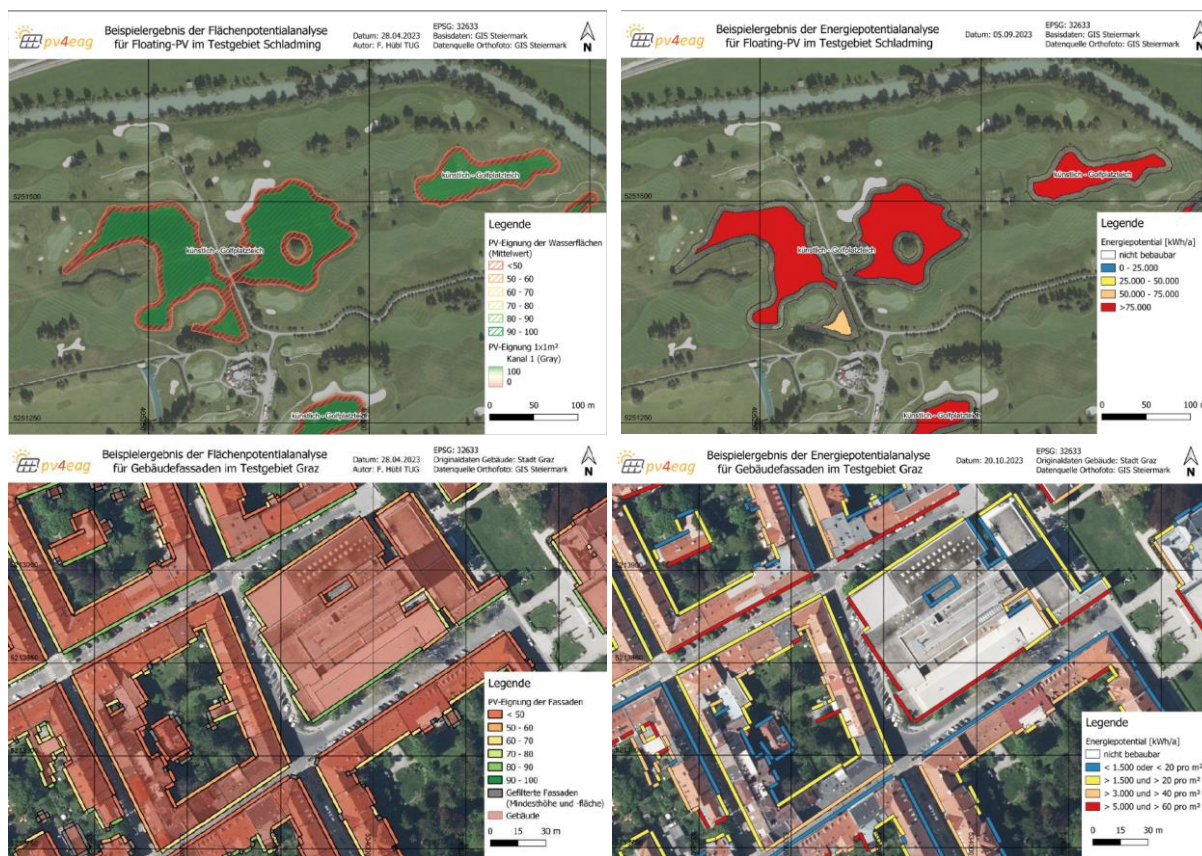 pv4eag
Beispielergebnis der Flächenpotentialanalyse
für Floating-PV im Testgebiet Schladming
Datum: 28.04.2023
Autor: F. Hübl TUG
EPSG: 32633
Basisdaten: GIS Steiermark
Datenquelle Orthofoto: GIS Steiermark
N
künstlich - Golfplatzteich
5251500
künstlich - Golfplatzteich
künstlich - Golfplatzteich
5251250
Legende
PV-Eignung der Wasserflächen
(Mittelwert)
<50
50 - 60
60 - 70
70 - 80
80 - 90
90 - 100
PV-Eignung 1x1m²
Kanal 1 (Gray)
100
0
0 50 100 m
pv4eag
Beispielergebnis der Energiepotentialanalyse
für Floating-PV im Testgebiet Schladming
Datum: 05.09.2023
EPSG: 32633
Basisdaten: GIS Steiermark
Datenquelle Orthofoto: GIS Steiermark
N
künstlich - Golfplatzteich
5251500
künstlich - Golfplatzteich
künstlich - Golfplatzteich
5251250
Legende
Energiepotential [kWh/a]
nicht bebaubar
0 - 25.000
25.000 - 50.000
50.000 - 75.000
>75.000
0 50 100 m
pv4eag
Beispielergebnis der Flächenpotentialanalyse
für Gebäudefassaden im Testgebiet Graz
Datum: 28.04.2023
Autor: F. Hübl TUG
EPSG: 32633
Originaldaten Gebäude: Stadt Graz
Datenquelle Orthofoto: GIS Steiermark
N
Legende
PV-Eignung der Fassaden
< 50
50 - 60
60 - 70
70 - 80
80 - 90
90 - 100
Gefilterte Fassaden
(Mindesthöhe und -fläche)
Gebäude
0 15 30 m
pv4eag
Beispielergebnis der Energiepotentialanalyse
für Gebäudefassaden im Testgebiet Graz
Datum: 20.10.2023
EPSG: 32633
Originaldaten Gebäude: Stadt Graz
Datenquelle Orthofoto: GIS Steiermark
N
Legende
Energiepotential [kWh/a]
nicht bebaubar
< 1.500 oder < 20 pro m²
> 1.500 und > 20 pro m²
> 3.000 und > 40 pro m²
> 5.000 und > 60 pro m²
0 15 30 m